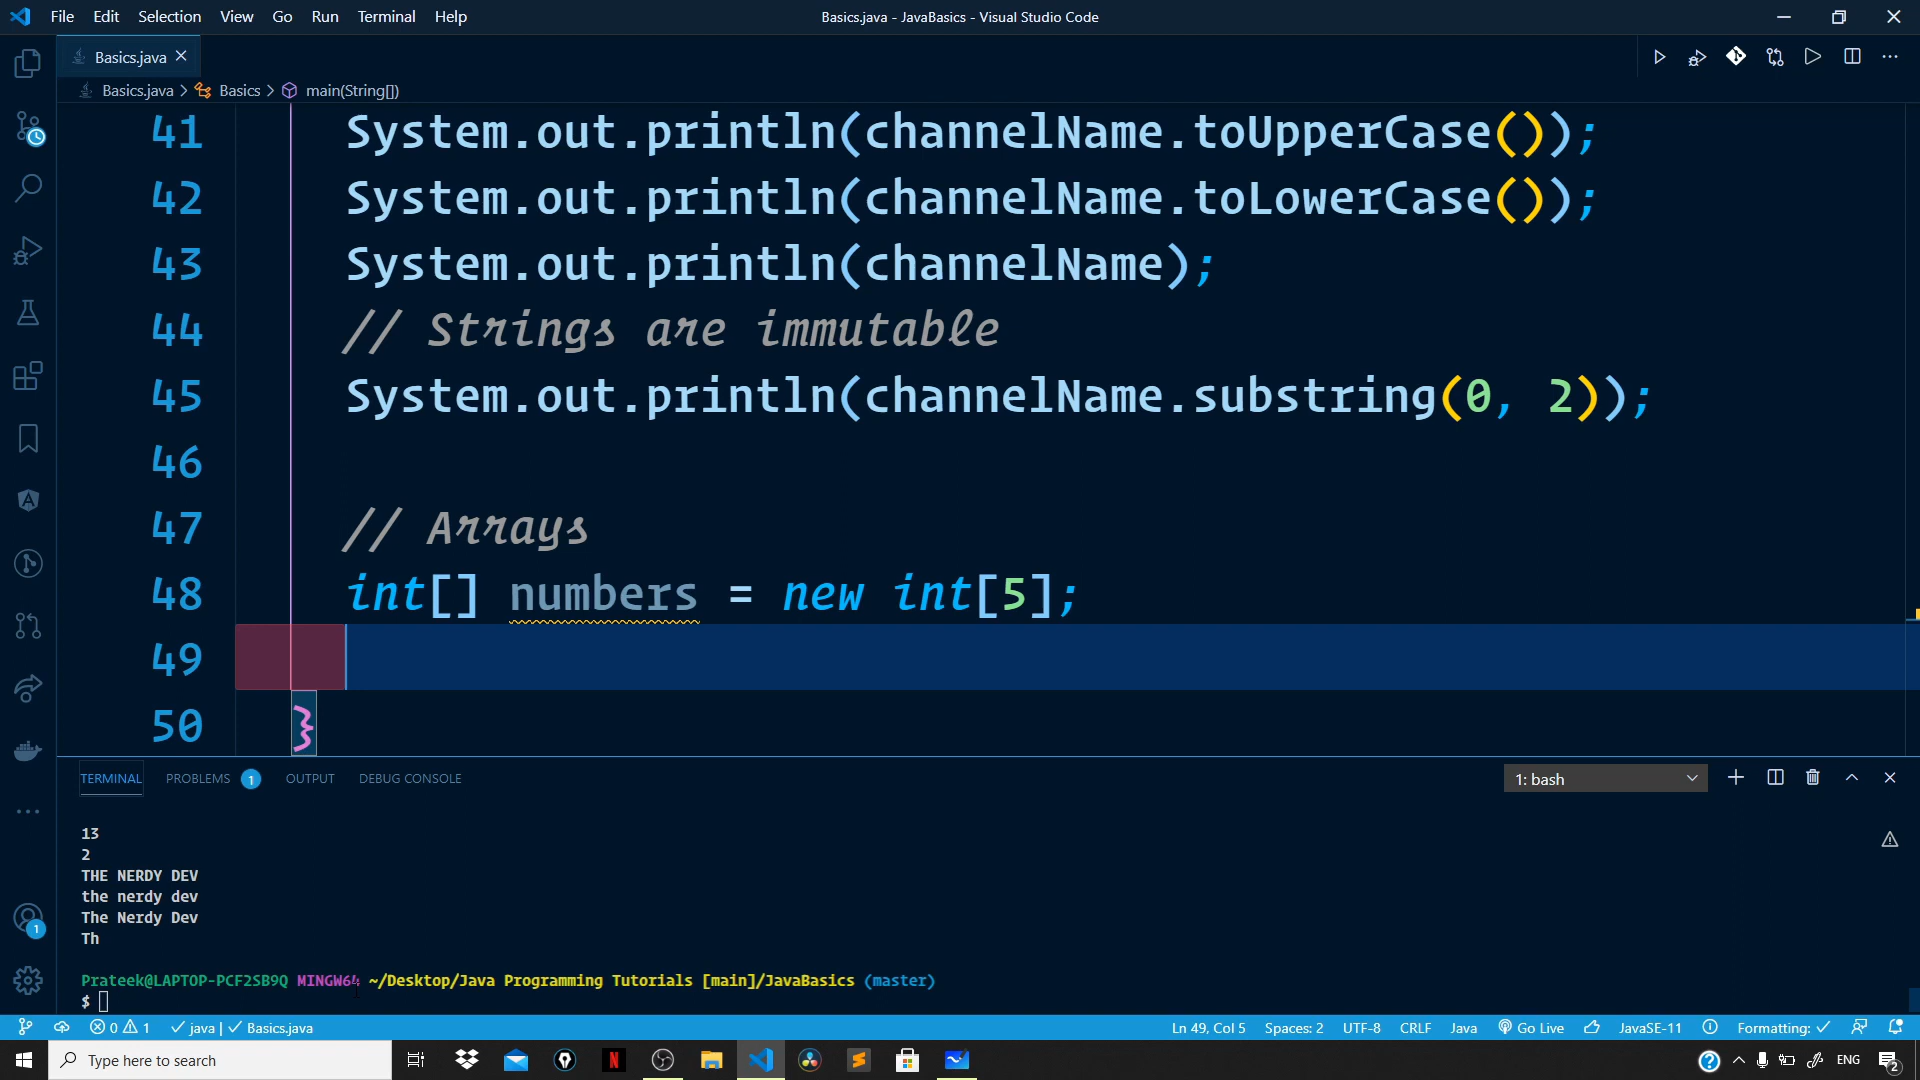 File Edit Selection View Go Run Terminal Help
Basics.java - JavaBasics - Visual Studio Code
Basics.java
Basics.java > Basics > main(String[])
41 System.out.println(channelName.toUpperCase());
42 System.out.println(channelName.toLowerCase());
43 System.out.println(channelName);
44 // Strings are immutable
45 System.out.println(channelName.substring(0, 2));
46
47 // Arrays
48 int[] numbers = new int[5];
49
50 }
TERMINAL PROBLEMS 1 OUTPUT DEBUG CONSOLE 1: bash
13
2
THE NERDY DEV
the nerdy dev
The Nerdy Dev
Th
1
Prateek@LAPTOP-PCF2SB9Q MINGW64 ~/Desktop/Java Programming Tutorials [main]/JavaBasics (master)
$
0 1 java | Basics.java Ln 49, Col 5 Spaces: 2 UTF-8 CRLF Java Go Live JavaSE-11 Formatting:
Type here to search ENG 2